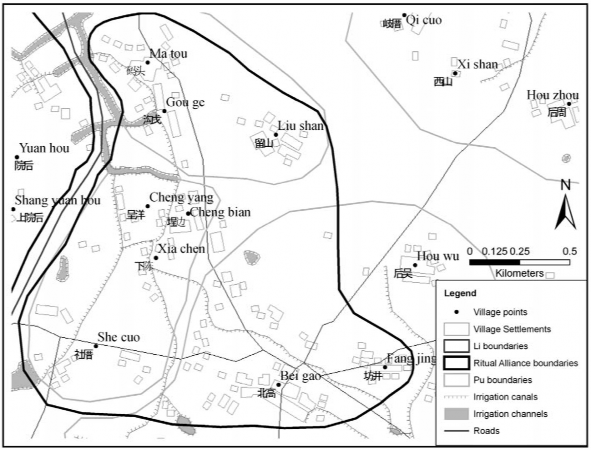 Qi cuo
岐厝
Ma tou
码头
Xi shan
西山
Gou ge
沟戈
Hou zhou
后周
Liu shan
留山
Yuan hou
院后
Shang yuan hou
上院后
Cheng yang
呈洋
Cheng bian
埕边
Xia chen
下陈
Hou wu
后吴
N
0 0.125 0.25 0.5
Kilometers
She cuo
社厝
Bei gao
北高
Fang jing
坊井
Legend
Village points
Village Settlements
Li boundaries
Ritual Alliance boundaries
Pu boundaries
Irrigation canals
Irrigation channels
Roads